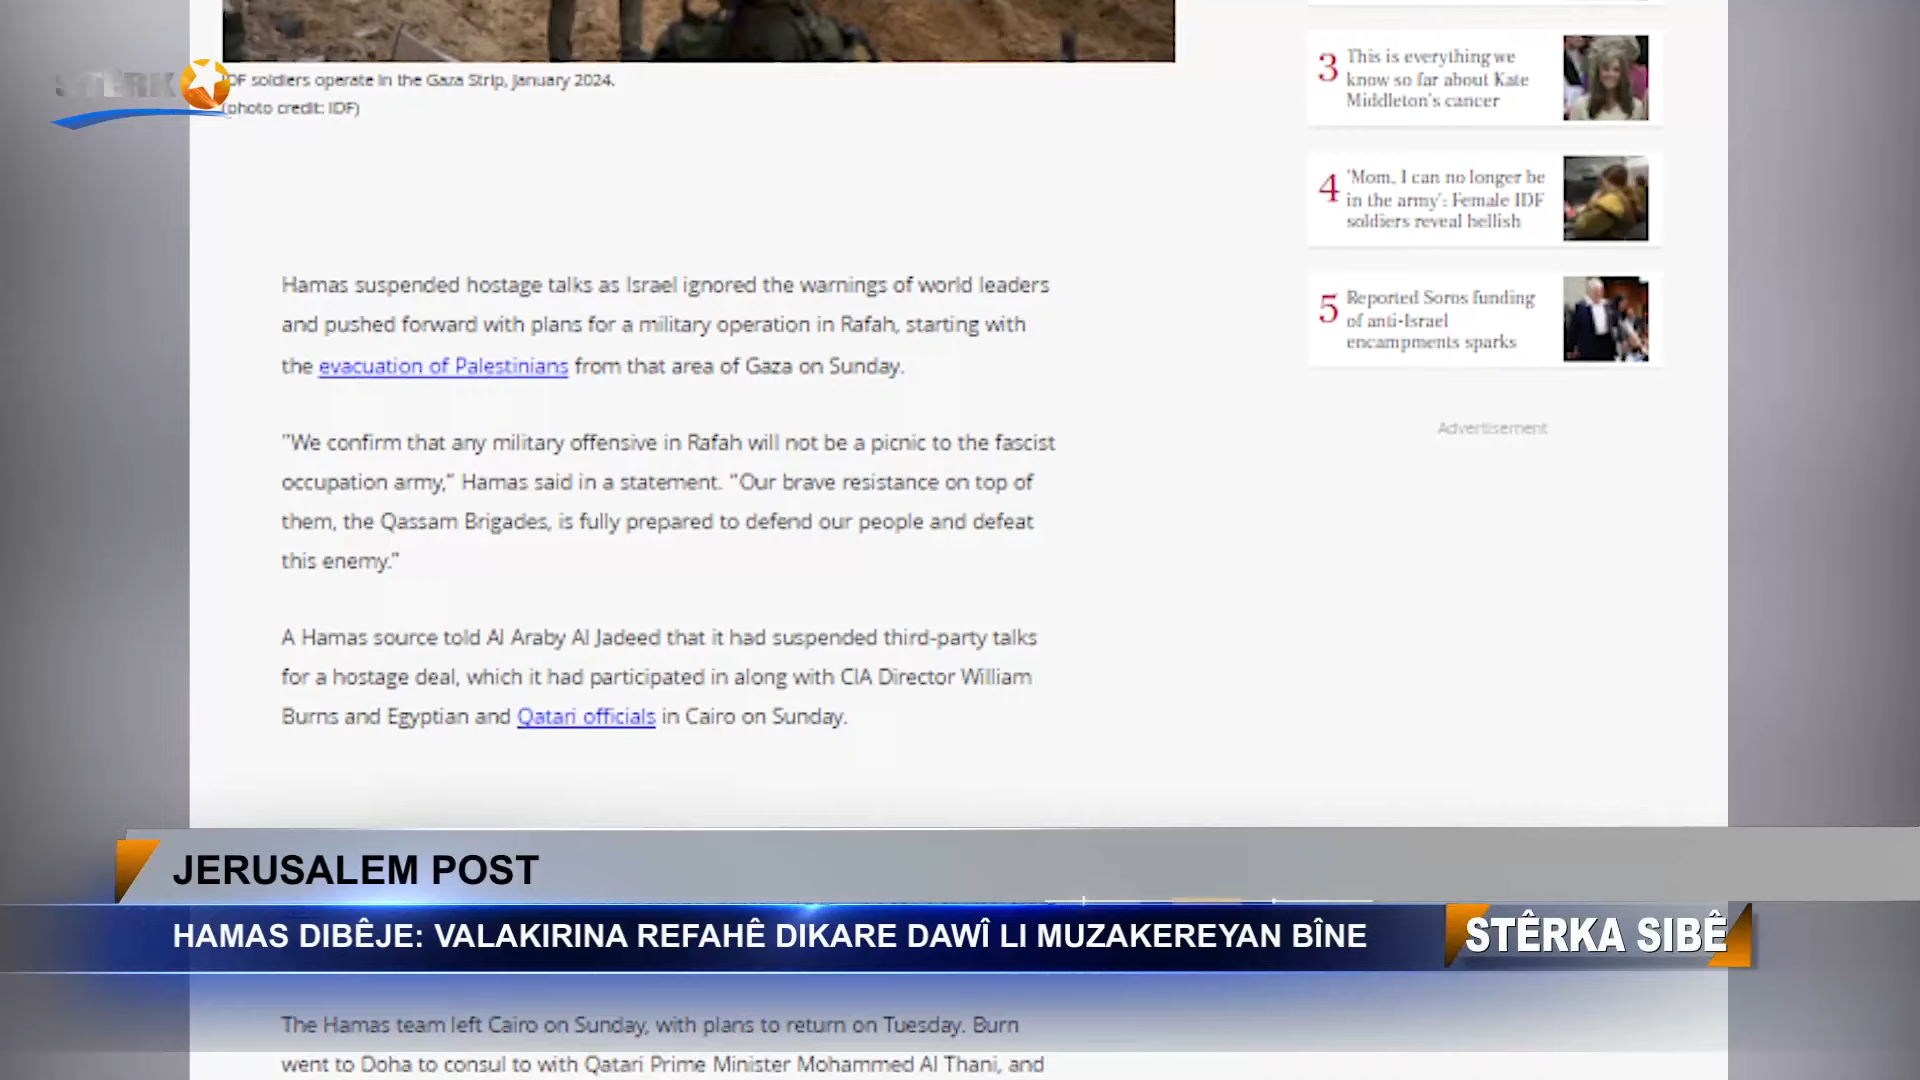 STÊRK
IDF soldiers operate in the Gaza Strip, January 2024.
(photo credit: IDF)
Hamas suspended hostage talks as Israel ignored the warnings of world leaders
and pushed forward with plans for a military operation in Rafah, starting with
the evacuation of Palestinians from that area of Gaza on Sunday.
"We confirm that any military offensive in Rafah will not be a picnic to the fascist
occupation army,” Hamas said in a statement. “Our brave resistance on top of
them, the Qassam Brigades, is fully prepared to defend our people and defeat
this enemy.”
A Hamas source told Al Araby Al Jadeed that it had suspended third-party talks
for a hostage deal, which it had participated in along with CIA Director William
Burns and Egyptian and Qatari officials in Cairo on Sunday.
3
This is everything we
know so far about Kate
Middleton's cancer
4
'Mom, I can no longer be
in the army': Female IDF
soldiers reveal hellish
5
Reported Soros funding
of anti-Israel
encampments sparks
Advertisement
JERUSALEM POST
HAMAS DIBÊJE: VALAKIRINA REFAHÊ DIKARE DAWÎ LI MUZAKEREYAN BÎNE
STÊRKA SIBÊ
The Hamas team left Cairo on Sunday, with plans to return on Tuesday. Burn
went to Doha to consul to with Qatari Prime Minister Mohammed Al Thani, and